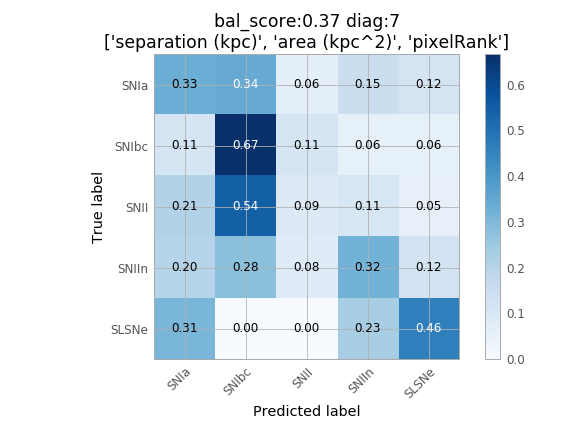 bal_score:0.37 diag:7
['separation (kpc)', 'area (kpc^2)', 'pixelRank']
True label
SNIa 0.33 0.34 0.06 0.15 0.12
SNIbc 0.11 0.67 0.11 0.06 0.06
SNII 0.21 0.54 0.09 0.11 0.05
SNIIn 0.20 0.28 0.08 0.32 0.12
SLSNe 0.31 0.00 0.00 0.23 0.46
SNIa SNIbc SNII SNIIn SLSNe
Predicted label
0.6
0.5
0.4
0.3
0.2
0.1
0.0